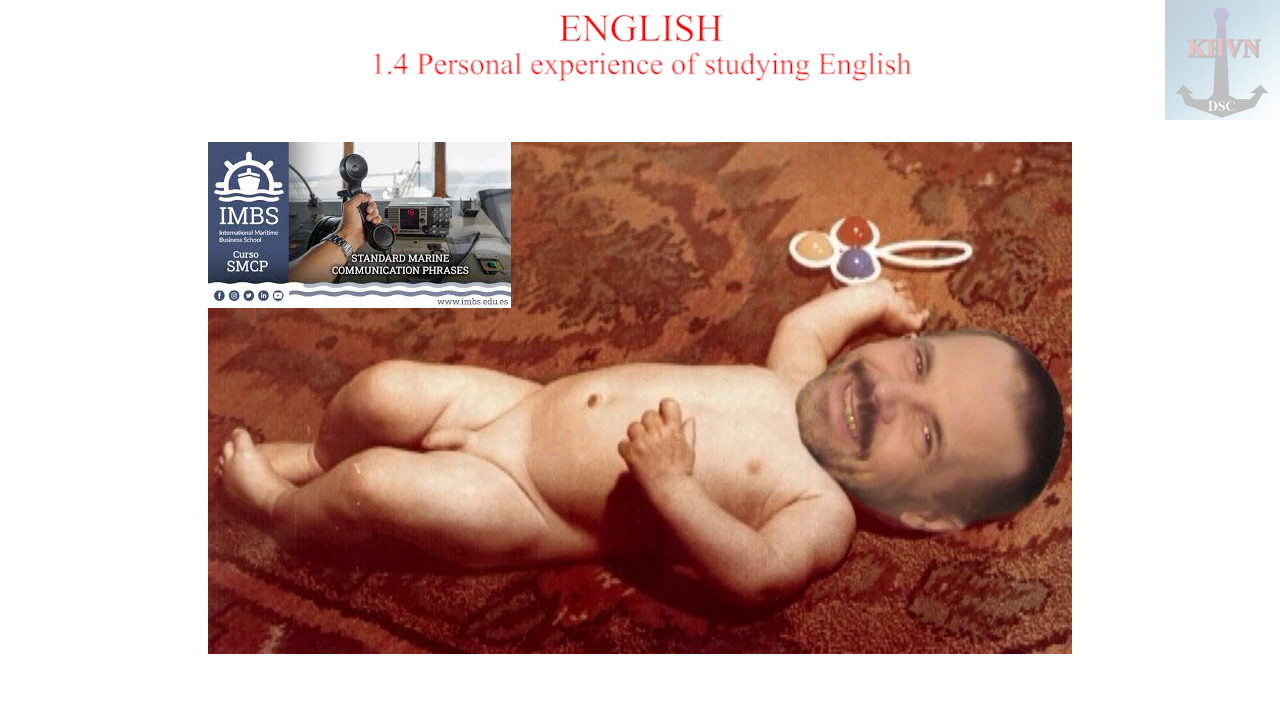 ENGLISH
1.4 Personal experience of studying English
KHVN
DSC
IMBS
International Maritime
Business School
Curso
SMCP
16
STANDARD MARINE
COMMUNICATION PHRASES
www.imbs.edu.es